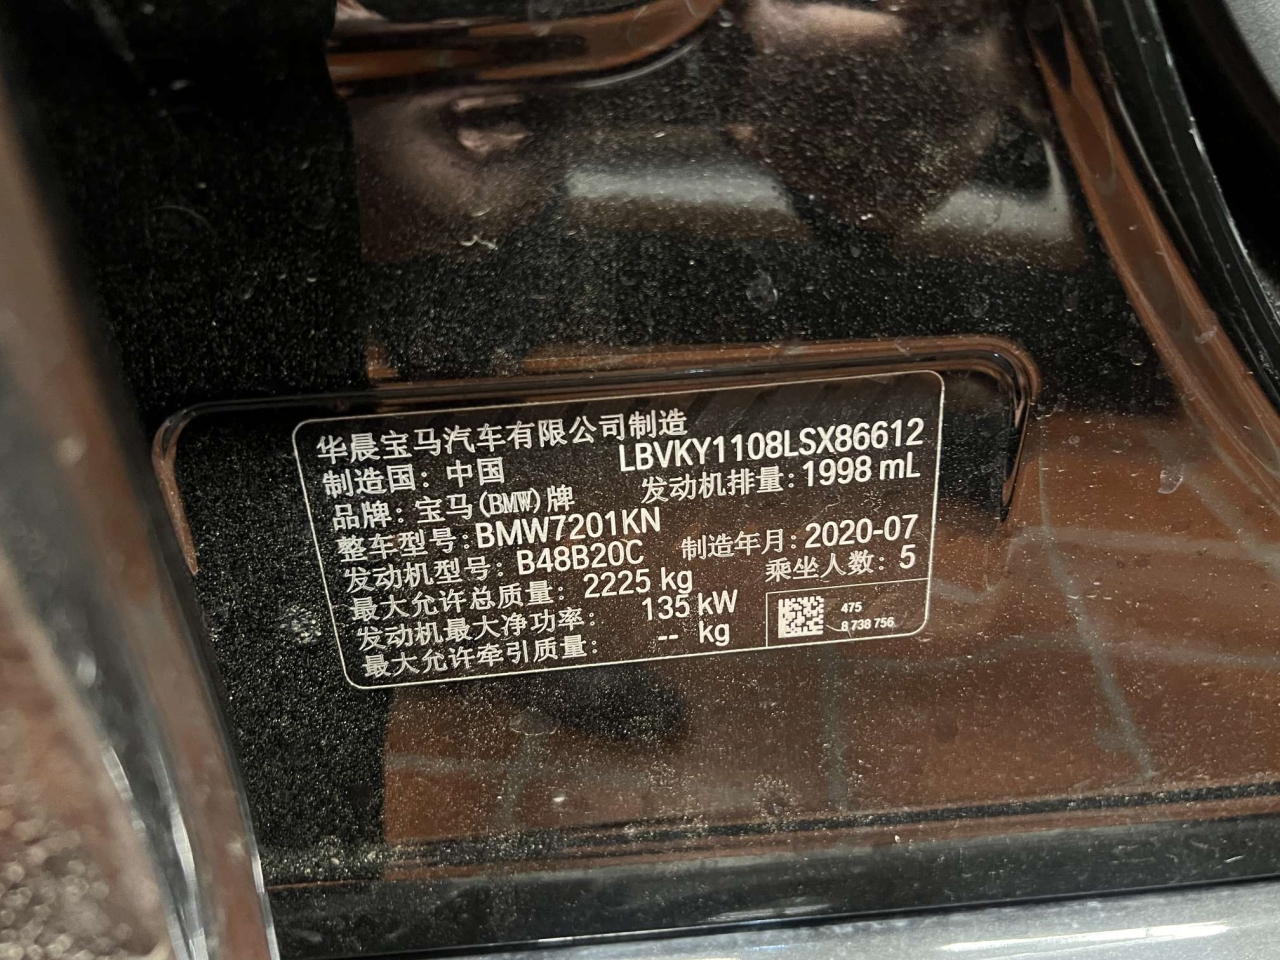 华晨宝马汽车有限公司制造
制造国：中国 LBVKY1108LSX86612
品牌：宝马(BMW)牌 发动机排量：1998 mL
整车型号：BMW7201KN
发动机型号：B48B20C 制造年月：2020-07
最大允许总质量：2225 kg 乘坐人数：5
发动机最大净功率：135 kW
最大允许牵引质量：-- kg
475
8 738 756